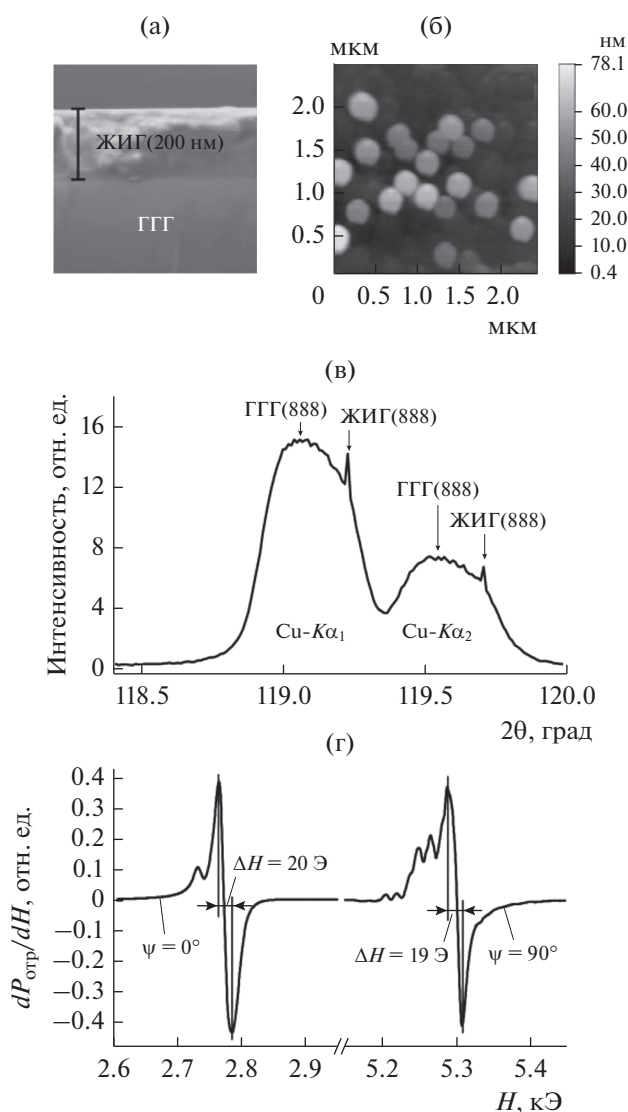 (а)
(б)
ЖИГ(200 нм)
ГГГ
мкм
2.0
1.5
1.0
0.5
0
0.5 1.0 1.5 2.0
мкм
нм
78.1
60.0
50.0
40.0
30.0
20.0
10.0
0.4
(в)
Интенсивность, отн. ед.
16
12
8
4
0
ГГГ(888)
ЖИГ(888)
ГГГ(888)
ЖИГ(888)
Cu-Kα₁
Cu-Kα₂
118.5 119.0 119.5 120.0
2θ, град
(г)
dPотр/dH, отн. ед.
0.4
0.3
0.2
0.1
0
−0.1
−0.2
−0.3
−0.4
ΔH = 20 Э
ψ = 0°
ΔH = 19 Э
ψ = 90°
2.6 2.7 2.8 2.9 // 5.2 5.3 5.4
H, кЭ